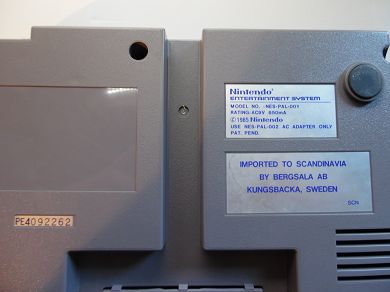 Nintendo
ENTERTAINMENT SYSTEM
MODEL NO. :NES-PAL-001
RATING:AC9V 850mA
©1985 Nintendo
USE NES-PAL-002 AC ADAPTER ONLY
PAT. PEND.
IMPORTED TO SCANDINAVIA
BY BERGSALA AB
KUNGSBACKA, SWEDEN
SCN
PE4092262